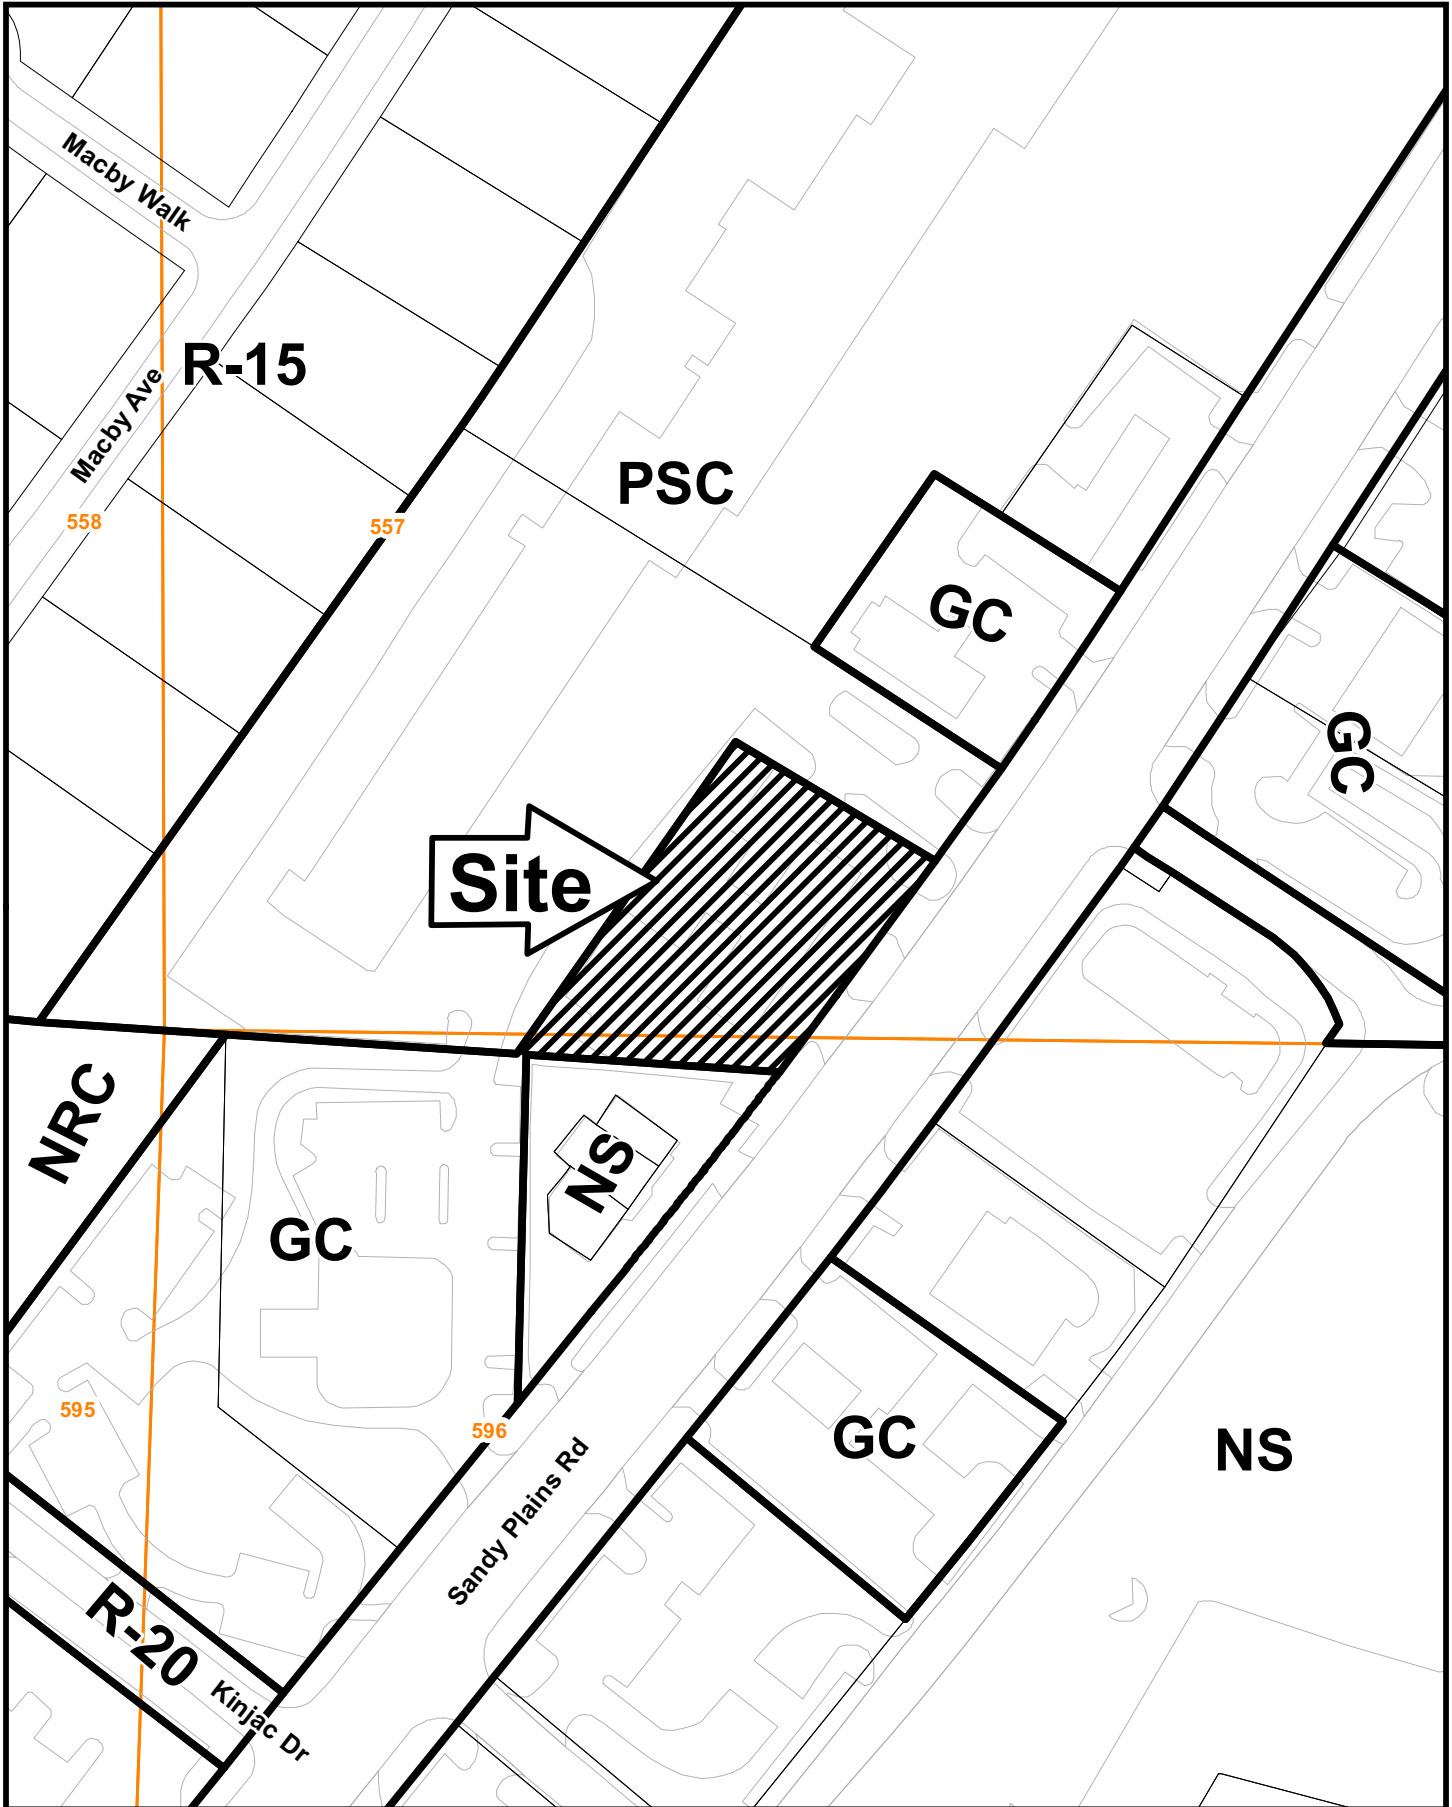 Macby Walk
R-15
Macby Ave
558
557
PSC
GC
GC
Site
NRC
NS
GC
595
596
GC
NS
Sandy Plains Rd
R-20
Kinjac Dr